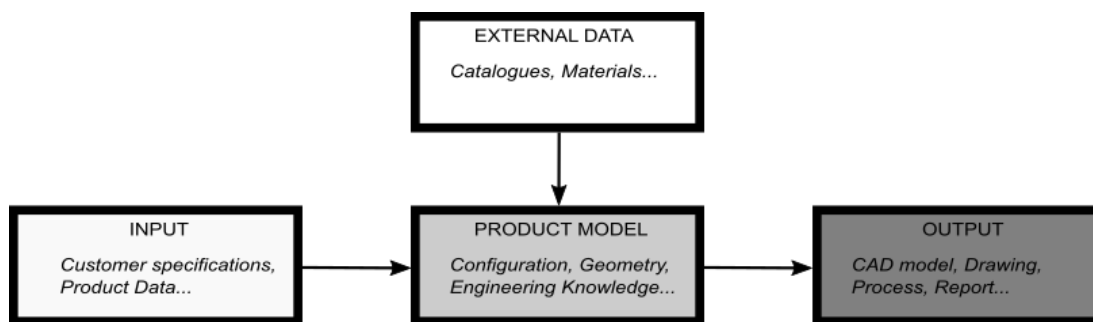 EXTERNAL DATA
Catalogues, Materials...
INPUT
Customer specifications,
Product Data...
PRODUCT MODEL
Configuration, Geometry,
Engineering Knowledge...
OUTPUT
CAD model, Drawing,
Process, Report...